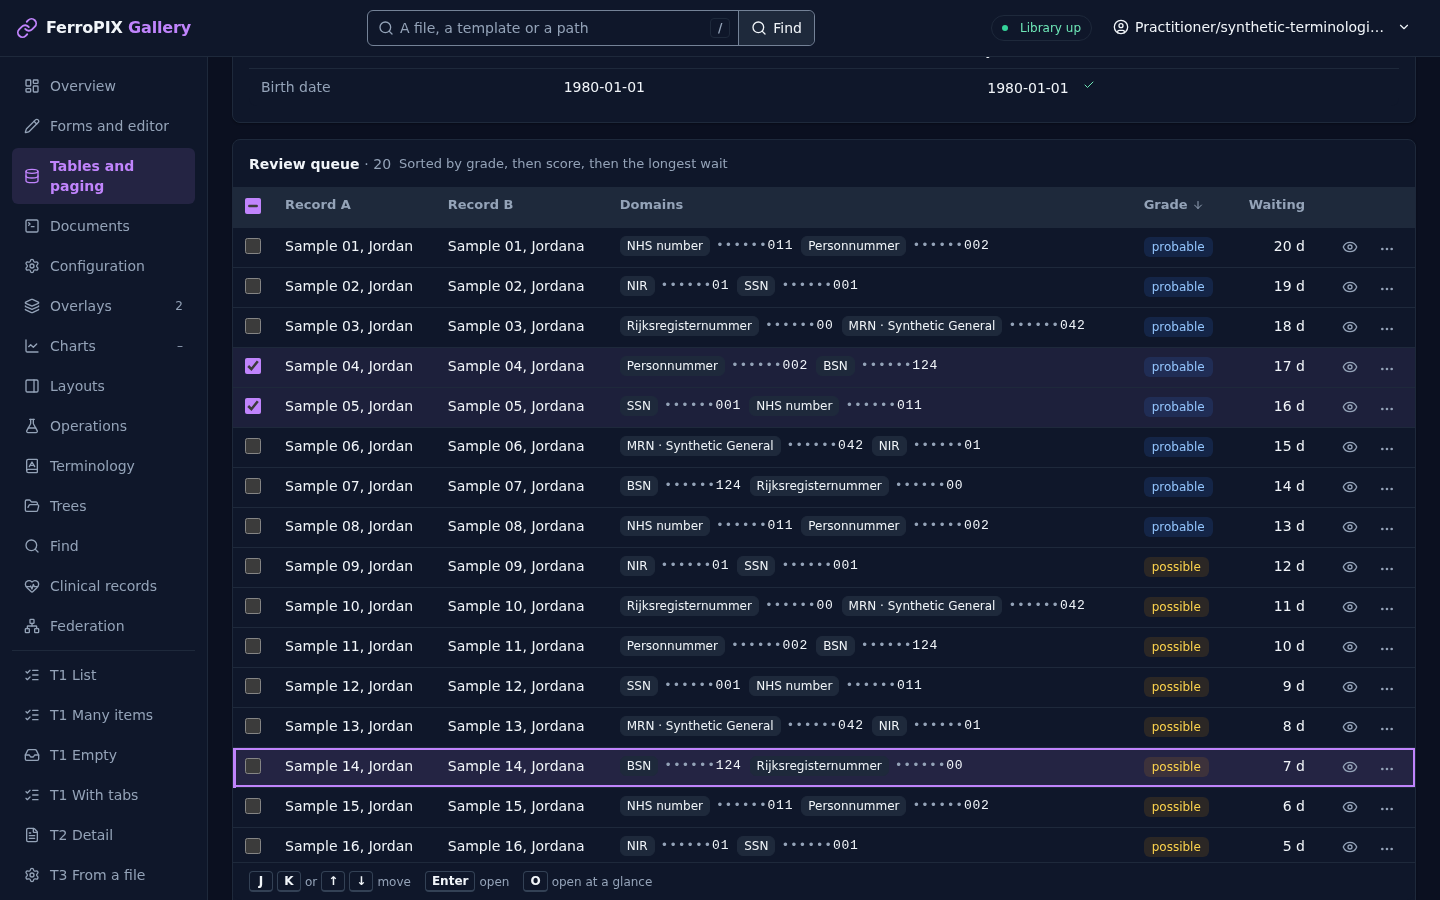 FerroPIX Gallery
A file, a template or a path
/
Find
Library up
Practitioner/synthetic-terminologi…
Overview
Forms and editor
Tables and
paging
Documents
Configuration
Overlays 2
Charts –
Layouts
Operations
Terminology
Trees
Find
Clinical records
Federation
T1 List
T1 Many items
T1 Empty
T1 With tabs
T2 Detail
T3 From a file
Birth date 1980-01-01 1980-01-01
Review queue · 20 Sorted by grade, then score, then the longest wait
Record A Record B Domains Grade ↓ Waiting
Sample 01, Jordan Sample 01, Jordana NHS number ••••••011 Personnummer ••••••002 probable 20 d
Sample 02, Jordan Sample 02, Jordana NIR ••••••01 SSN ••••••001 probable 19 d
Sample 03, Jordan Sample 03, Jordana Rijksregisternummer ••••••00 MRN · Synthetic General ••••••042 probable 18 d
Sample 04, Jordan Sample 04, Jordana Personnummer ••••••002 BSN ••••••124 probable 17 d
Sample 05, Jordan Sample 05, Jordana SSN ••••••001 NHS number ••••••011 probable 16 d
Sample 06, Jordan Sample 06, Jordana MRN · Synthetic General ••••••042 NIR ••••••01 probable 15 d
Sample 07, Jordan Sample 07, Jordana BSN ••••••124 Rijksregisternummer ••••••00 probable 14 d
Sample 08, Jordan Sample 08, Jordana NHS number ••••••011 Personnummer ••••••002 probable 13 d
Sample 09, Jordan Sample 09, Jordana NIR ••••••01 SSN ••••••001 possible 12 d
Sample 10, Jordan Sample 10, Jordana Rijksregisternummer ••••••00 MRN · Synthetic General ••••••042 possible 11 d
Sample 11, Jordan Sample 11, Jordana Personnummer ••••••002 BSN ••••••124 possible 10 d
Sample 12, Jordan Sample 12, Jordana SSN ••••••001 NHS number ••••••011 possible 9 d
Sample 13, Jordan Sample 13, Jordana MRN · Synthetic General ••••••042 NIR ••••••01 possible 8 d
Sample 14, Jordan Sample 14, Jordana BSN ••••••124 Rijksregisternummer ••••••00 possible 7 d
Sample 15, Jordan Sample 15, Jordana NHS number ••••••011 Personnummer ••••••002 possible 6 d
Sample 16, Jordan Sample 16, Jordana NIR ••••••01 SSN ••••••001 possible 5 d
J K or ↑ ↓ move Enter open O open at a glance